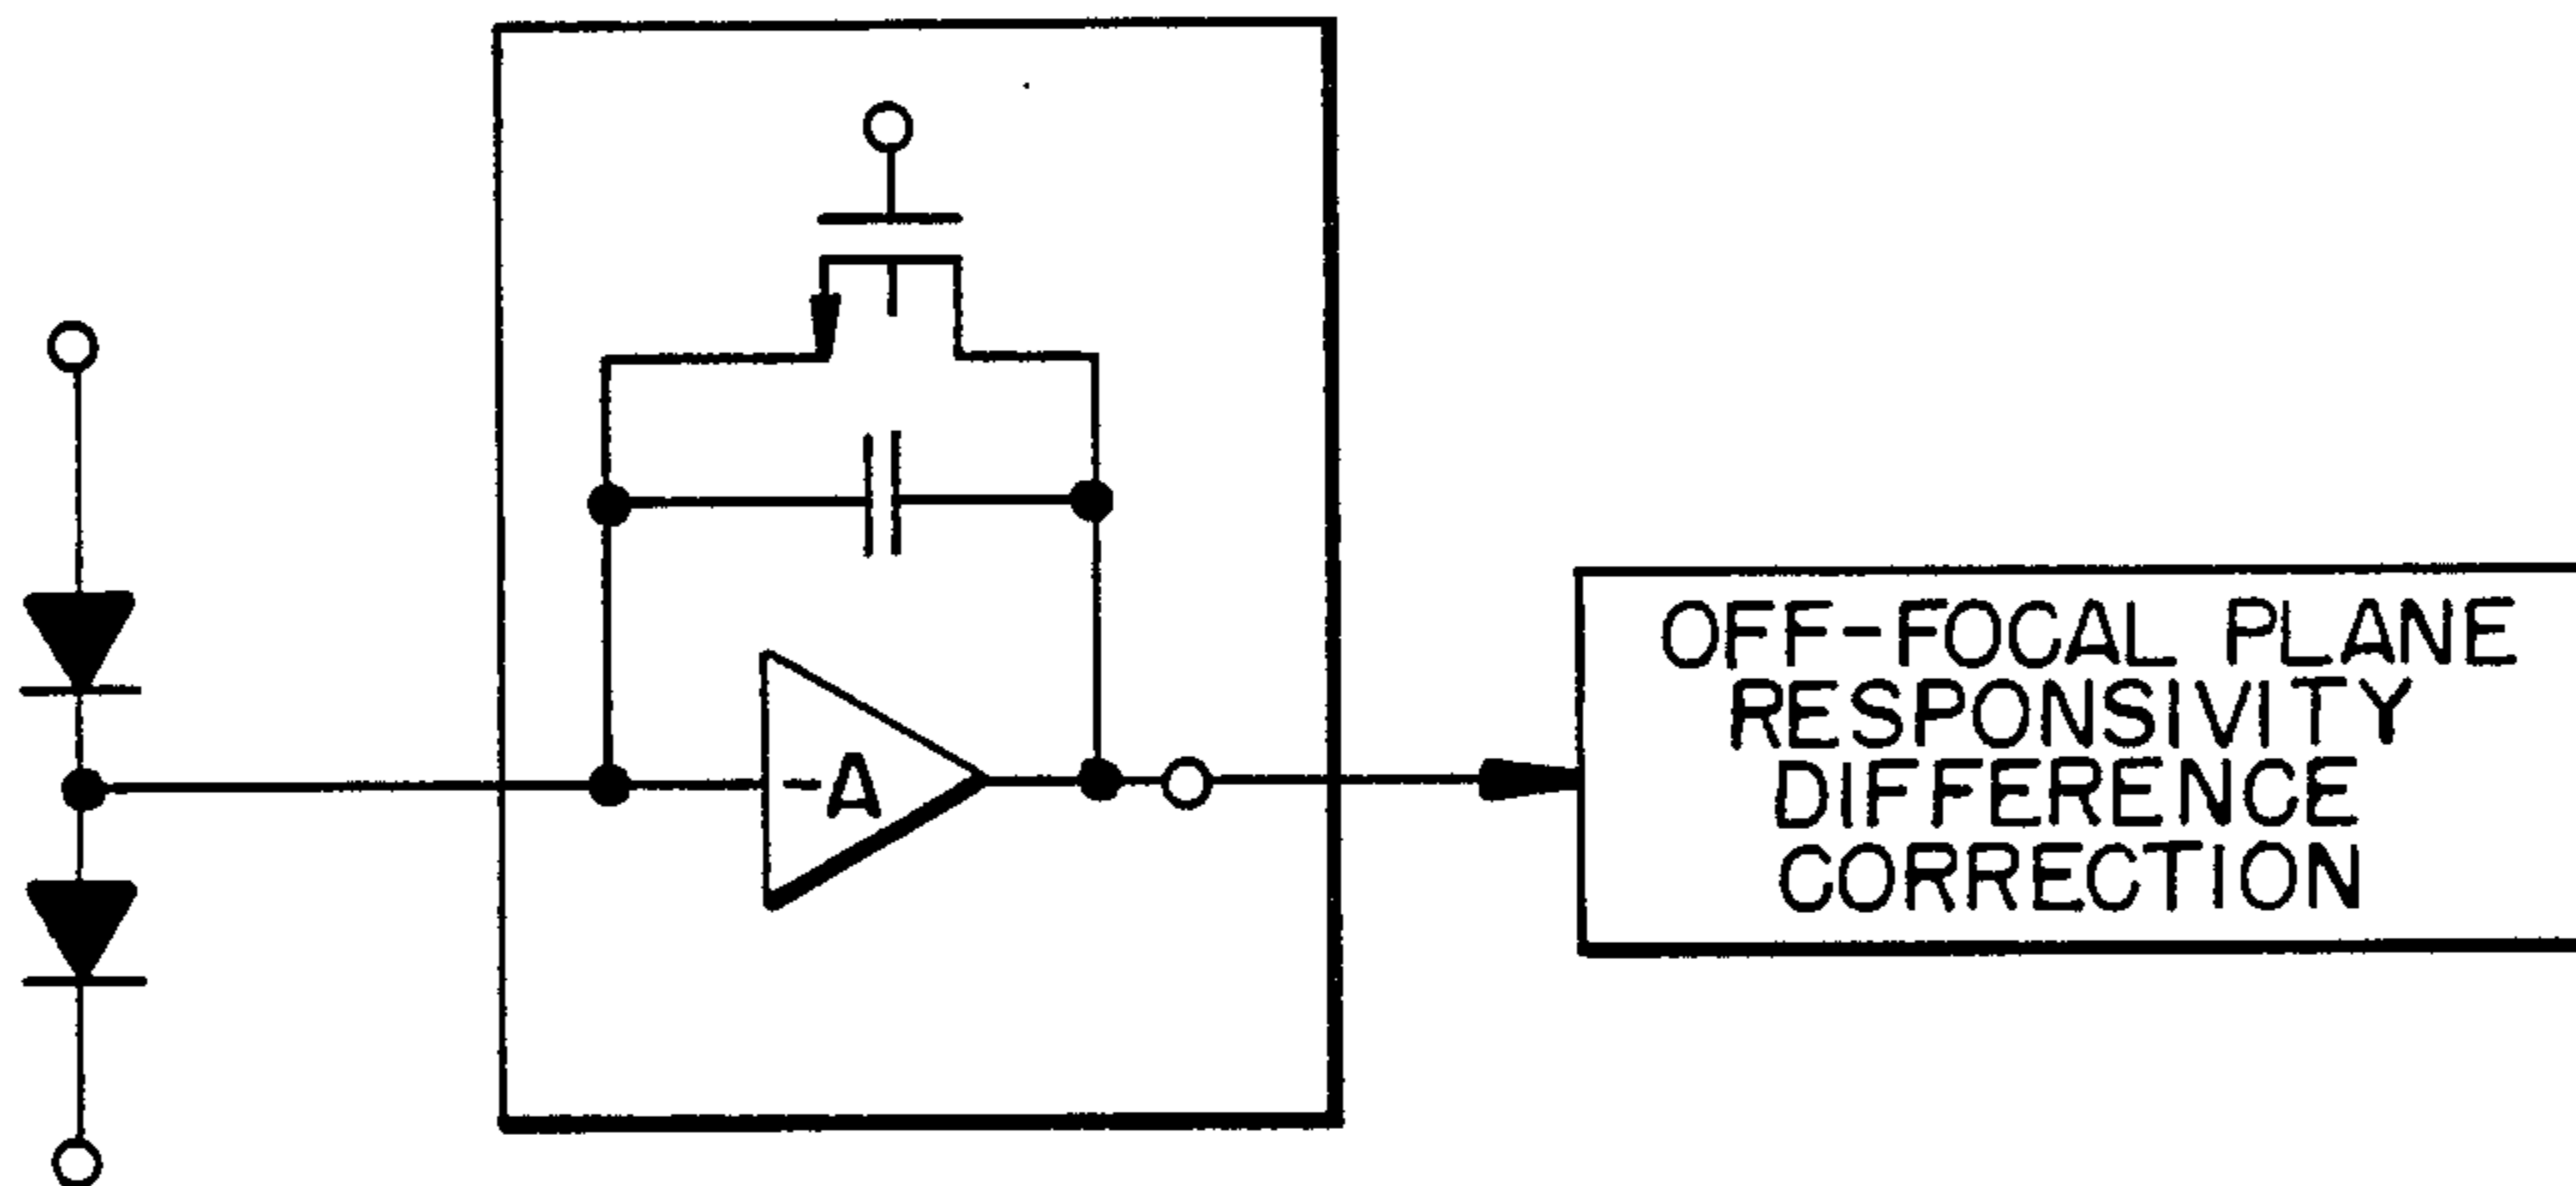 -A
OFF-FOCAL PLANE
RESPONSIVITY
DIFFERENCE
CORRECTION